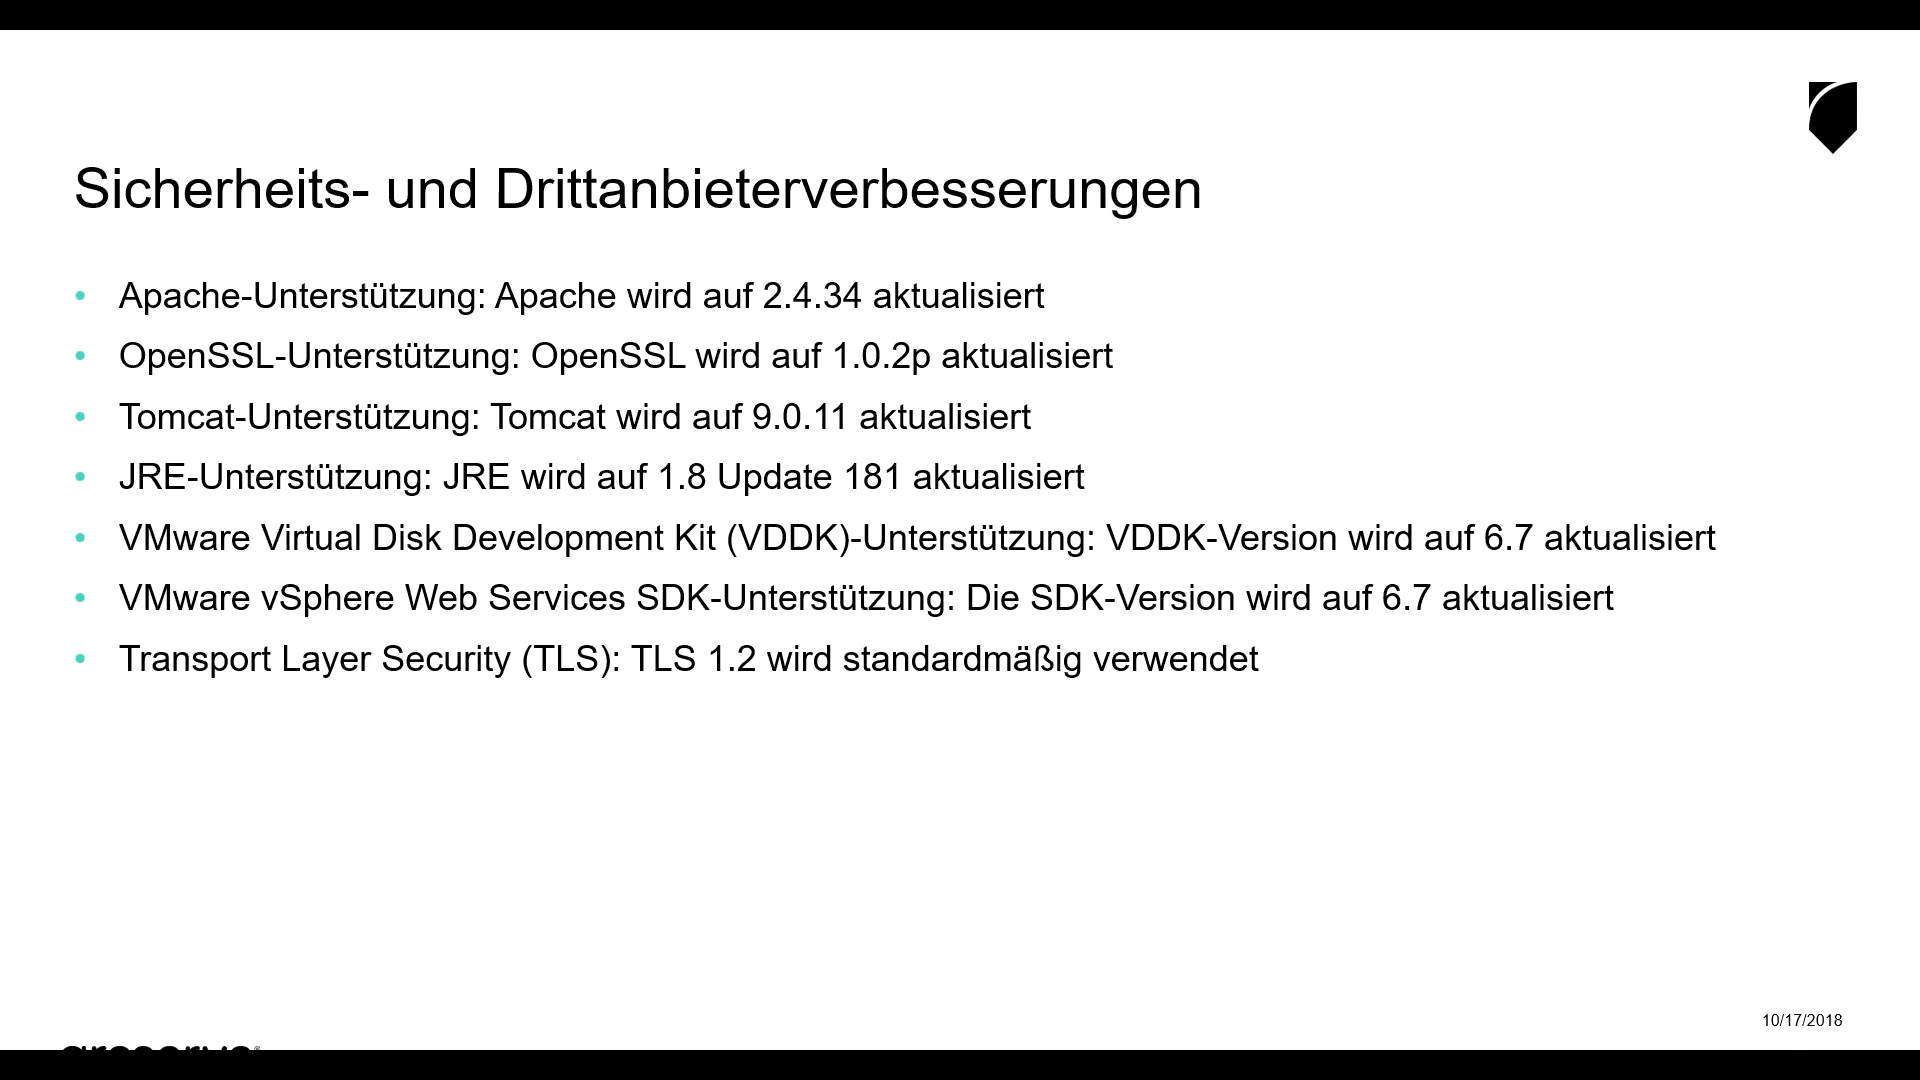 Sicherheits- und Drittanbieterverbesserungen
• Apache-Unterstützung: Apache wird auf 2.4.34 aktualisiert
• OpenSSL-Unterstützung: OpenSSL wird auf 1.0.2p aktualisiert
• Tomcat-Unterstützung: Tomcat wird auf 9.0.11 aktualisiert
• JRE-Unterstützung: JRE wird auf 1.8 Update 181 aktualisiert
• VMware Virtual Disk Development Kit (VDDK)-Unterstützung: VDDK-Version wird auf 6.7 aktualisiert
• VMware vSphere Web Services SDK-Unterstützung: Die SDK-Version wird auf 6.7 aktualisiert
• Transport Layer Security (TLS): TLS 1.2 wird standardmäßig verwendet
10/17/2018